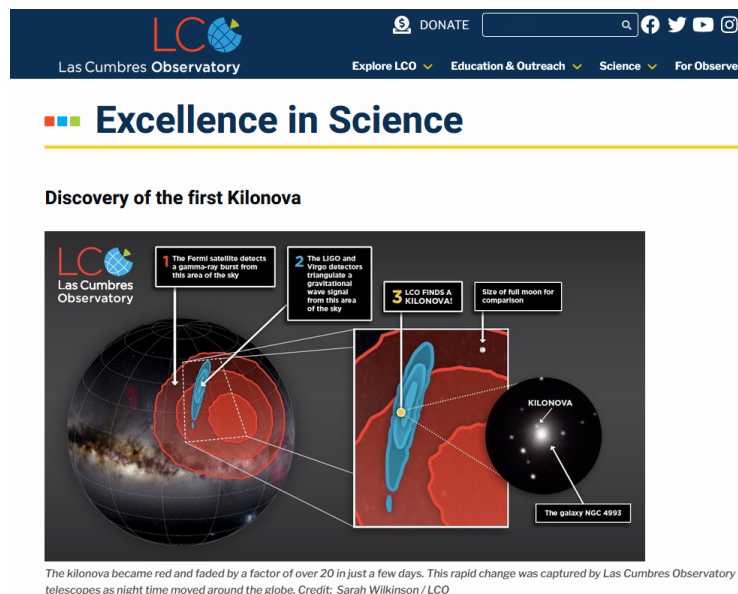 LCO
Las Cumbres Observatory
DONATE
Explore LCO
Education & Outreach
Science
For Observe
Excellence in Science
Discovery of the first Kilonova
LCO
Las Cumbres
Observatory
1 The Fermi satellite detects
a gamma-ray burst from
this area of the sky
2 The LIGO and
Virgo detectors
triangulate a
gravitational
wave signal
from this area
of the sky
3 LCO FINDS A
KILONOVA!
Size of full moon for
comparison
KILONOVA
The galaxy NGC 4993
The kilonova became red and faded by a factor of over 20 in just a few days. This rapid change was captured by Las Cumbres Observatory
telescopes as night time moved around the globe. Credit: Sarah Wilkinson / LCO